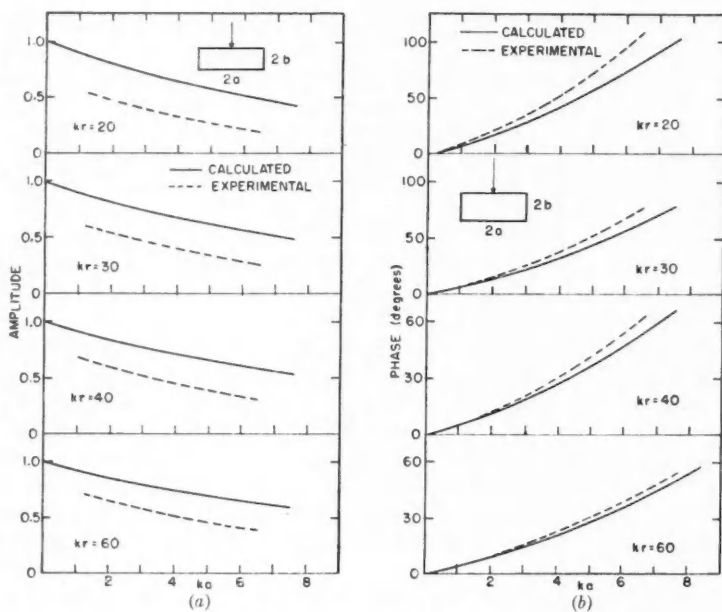 1.0
2b
2a
0.5
kr=20
0
1.0
CALCULATED
EXPERIMENTAL
0.5
kr=30
0
1.0
0.5
kr=40
0
1.0
0.5
kr=60
0 2 4 6 8
ka
AMPLITUDE
(a)
100
CALCULATED
EXPERIMENTAL
50
kr=20
0
100
2b
2a
50
kr=30
0
60
30
kr=40
0
60
30
kr=60
0 2 4 6 8
ka
PHASE (degrees)
(b)